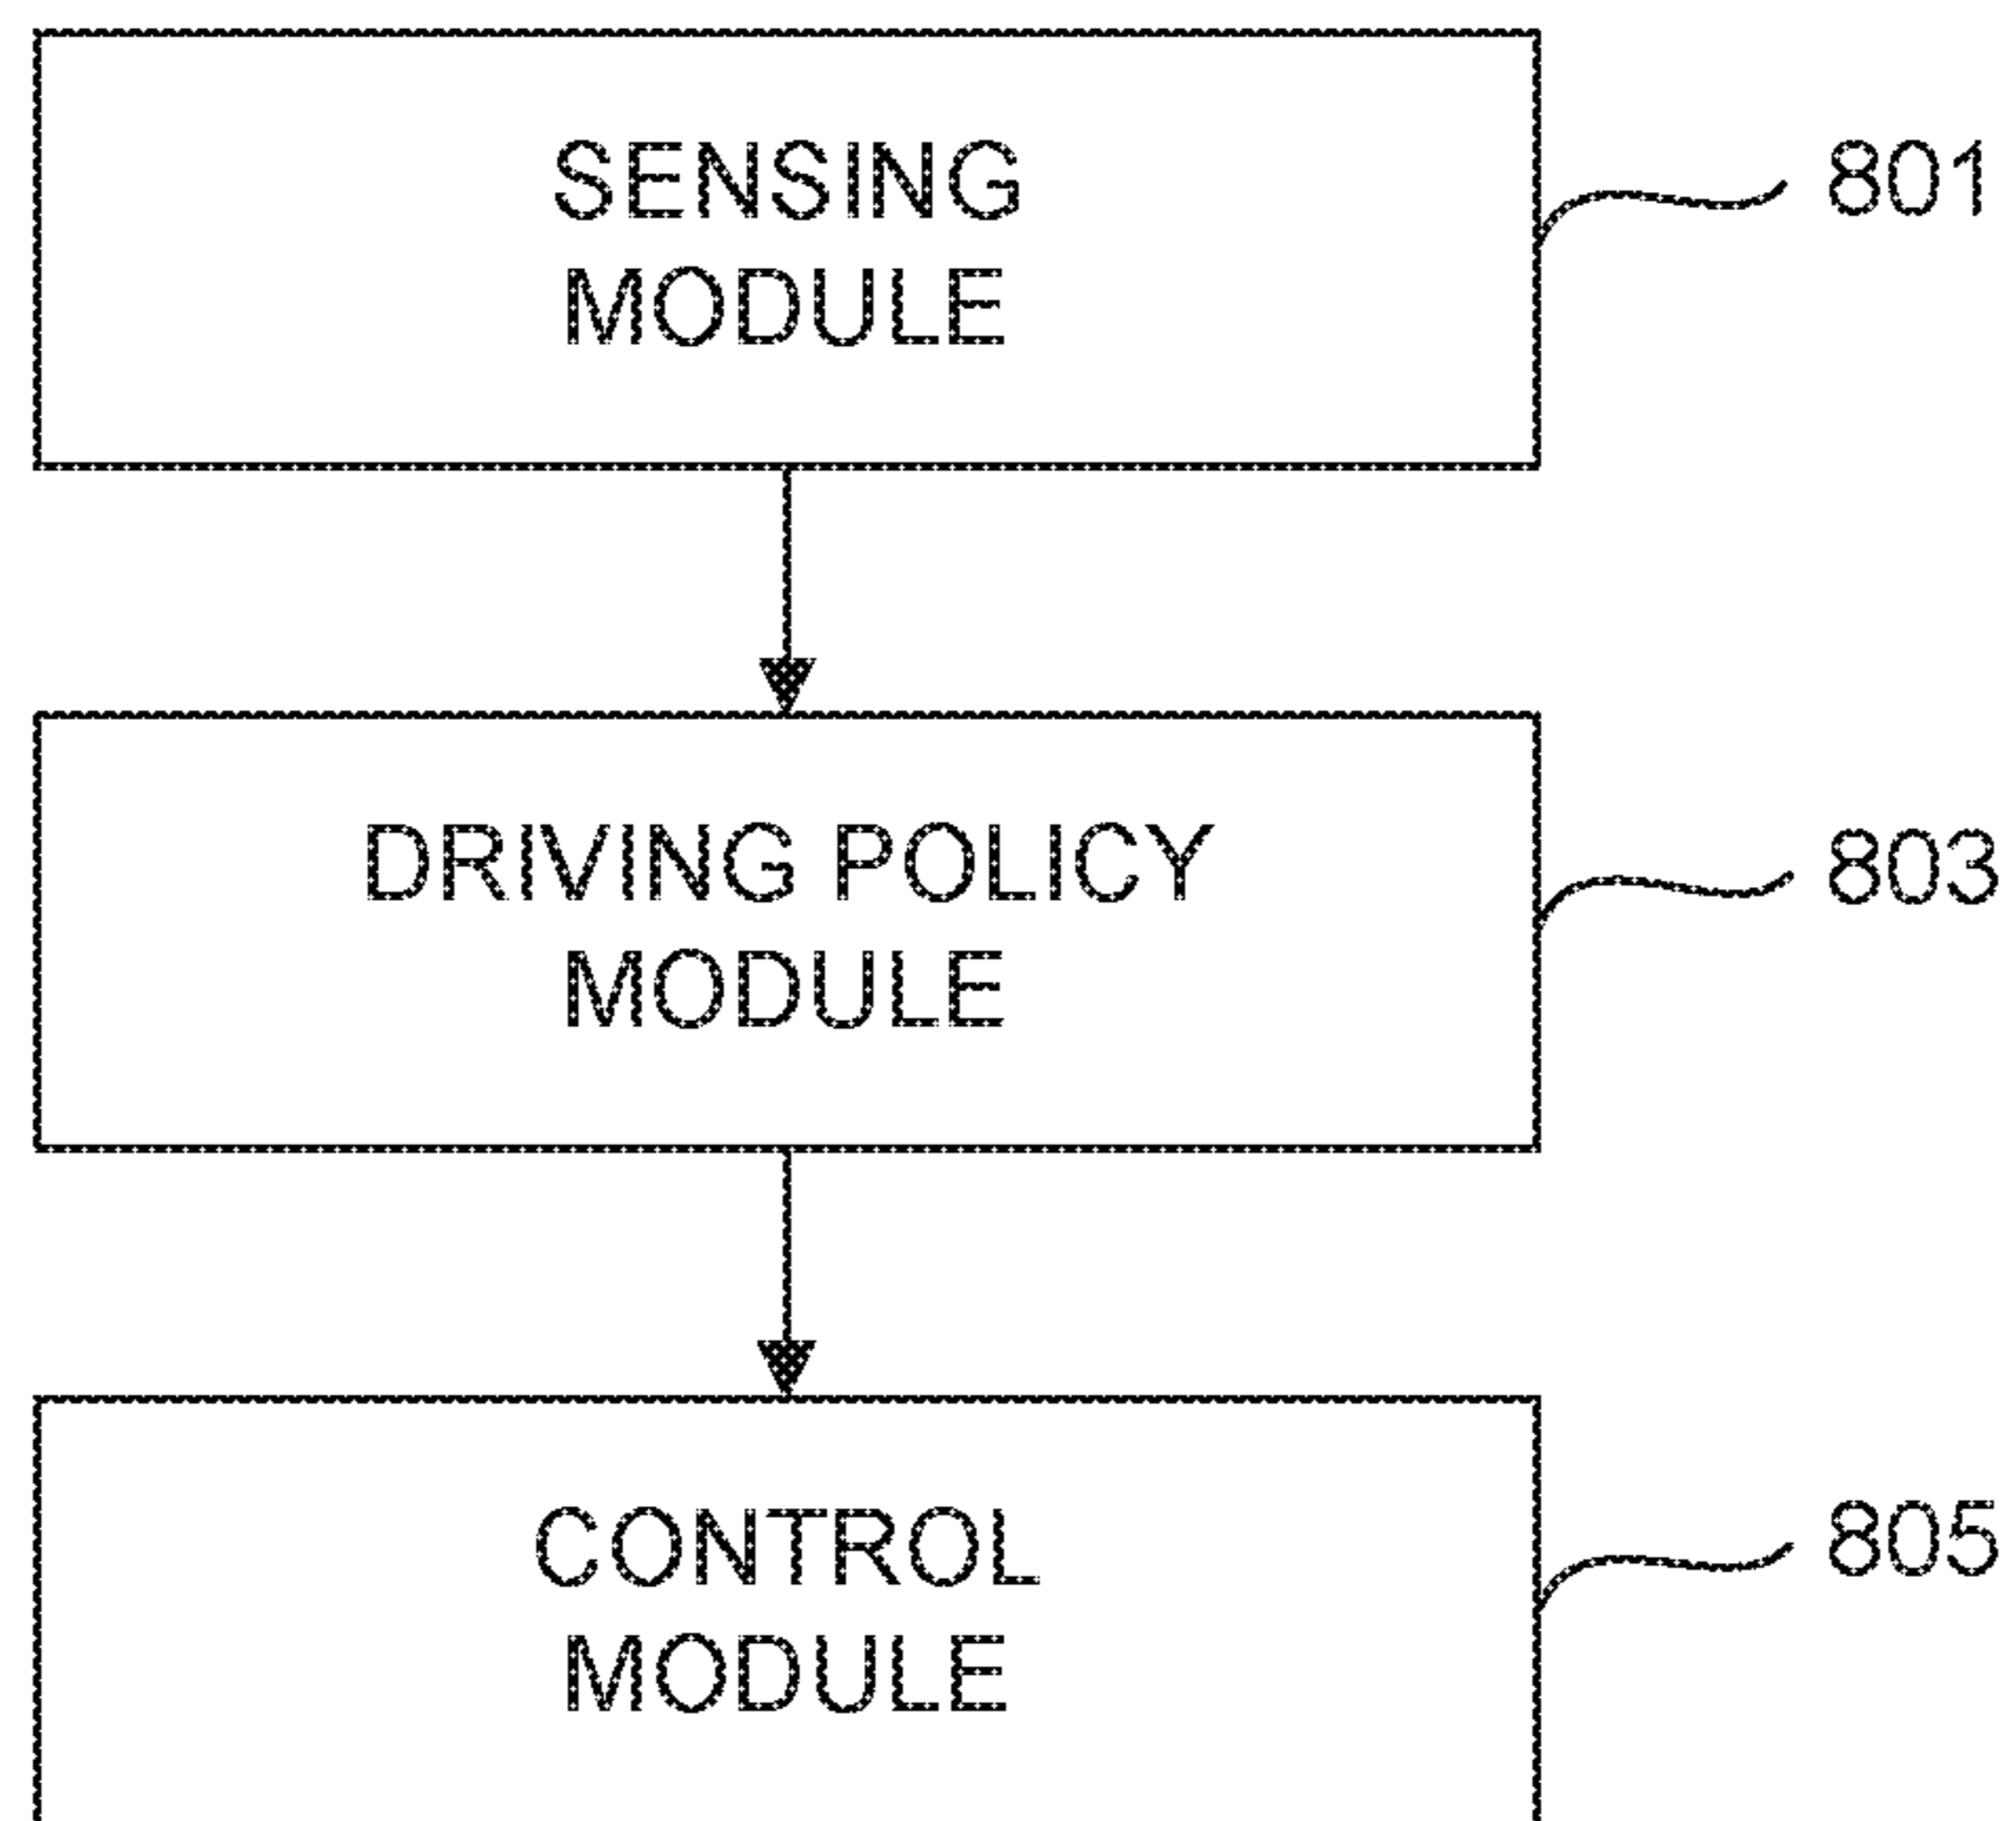 SENSING
MODULE
801
DRIVING POLICY
MODULE
803
CONTROL
MODULE
805